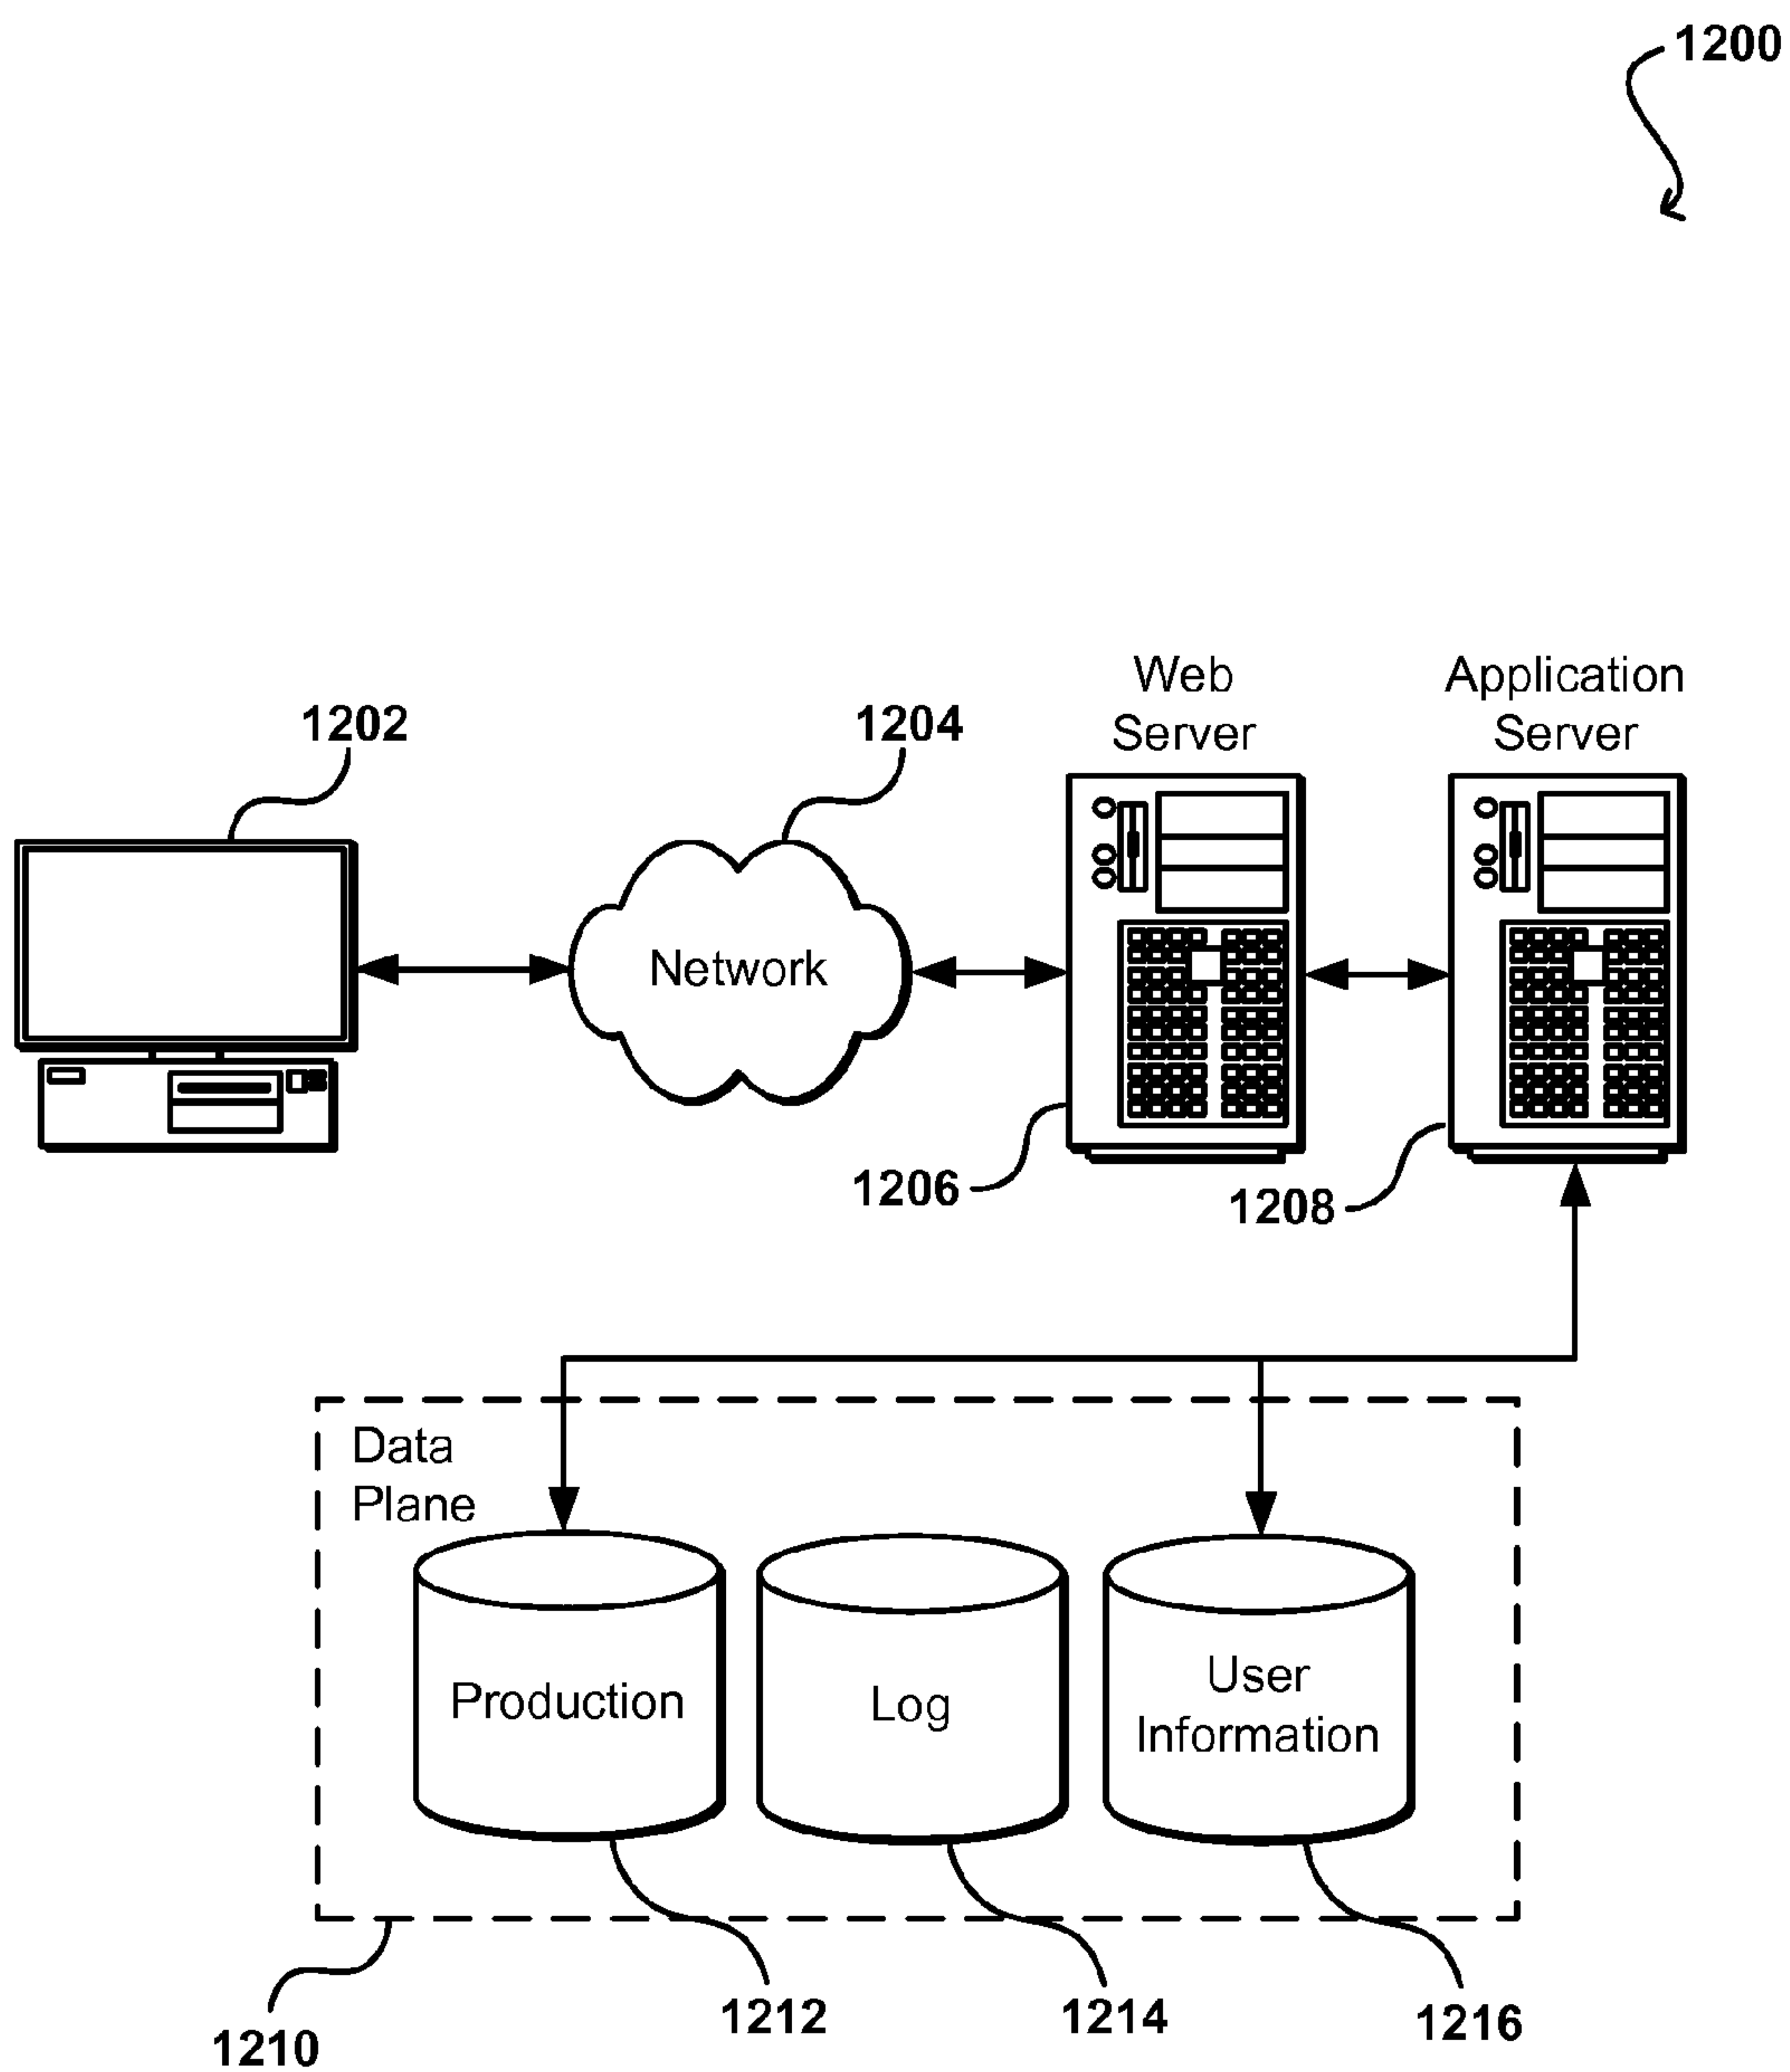 1200
Web
Server
Application
Server
1202
1204
Network
1206
1208
Data
Plane
Production
Log
User
Information
1212
1214
1216
1210